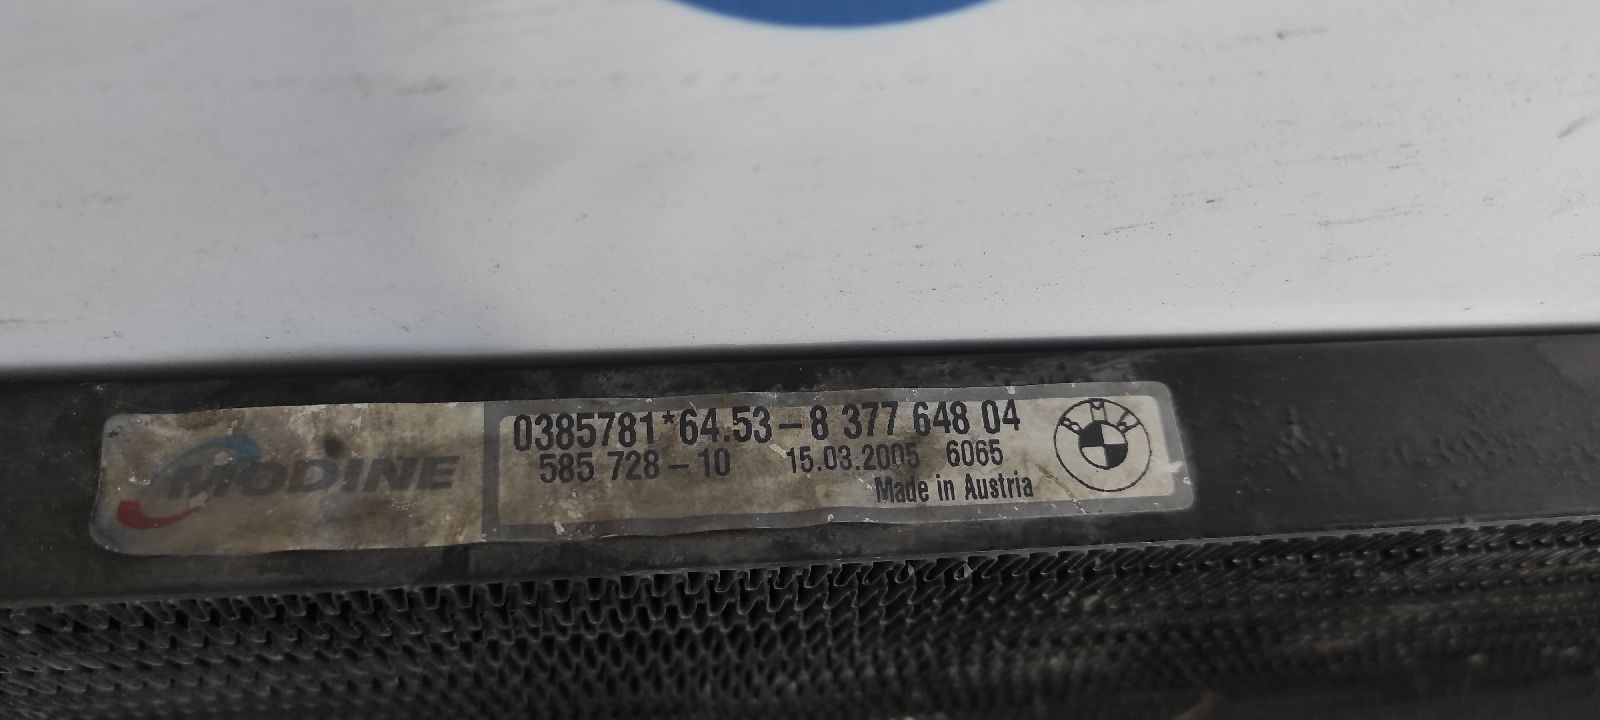 MODINE
0385781*64.53-8 377 648 04
585 728-10 15.03.2005 6065
Made in Austria